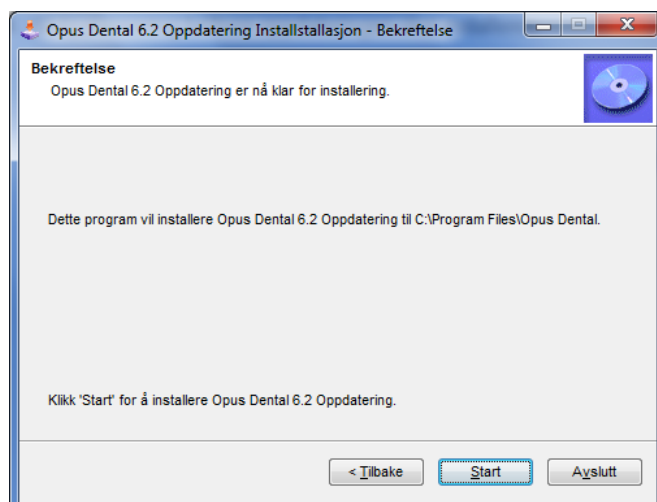 Opus Dental 6.2 Oppdatering Installstallasjon - Bekreftelse
Bekreftelse
Opus Dental 6.2 Oppdatering er nå klar for installering.
Dette program vil installere Opus Dental 6.2 Oppdatering til C:\Program Files\Opus Dental.
Klikk 'Start' for å installere Opus Dental 6.2 Oppdatering.
< Tilbake Start Avslutt